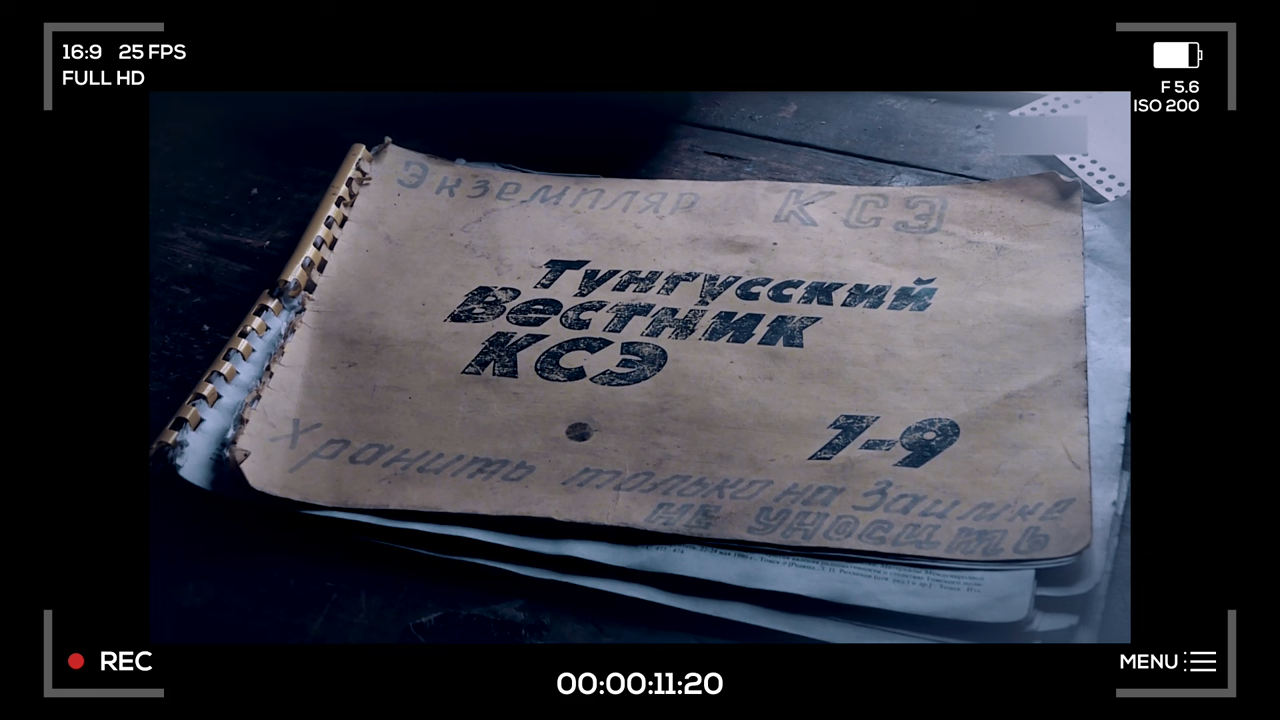 16:9 25 FPS
FULL HD
F 5.6
ISO 200
Экземпляр КСЭ
Тунгусский
Вестник
КСЭ
1-9
Хранить только на Заимке
НЕ УНОСИТЬ
REC
00:00:11:20
MENU